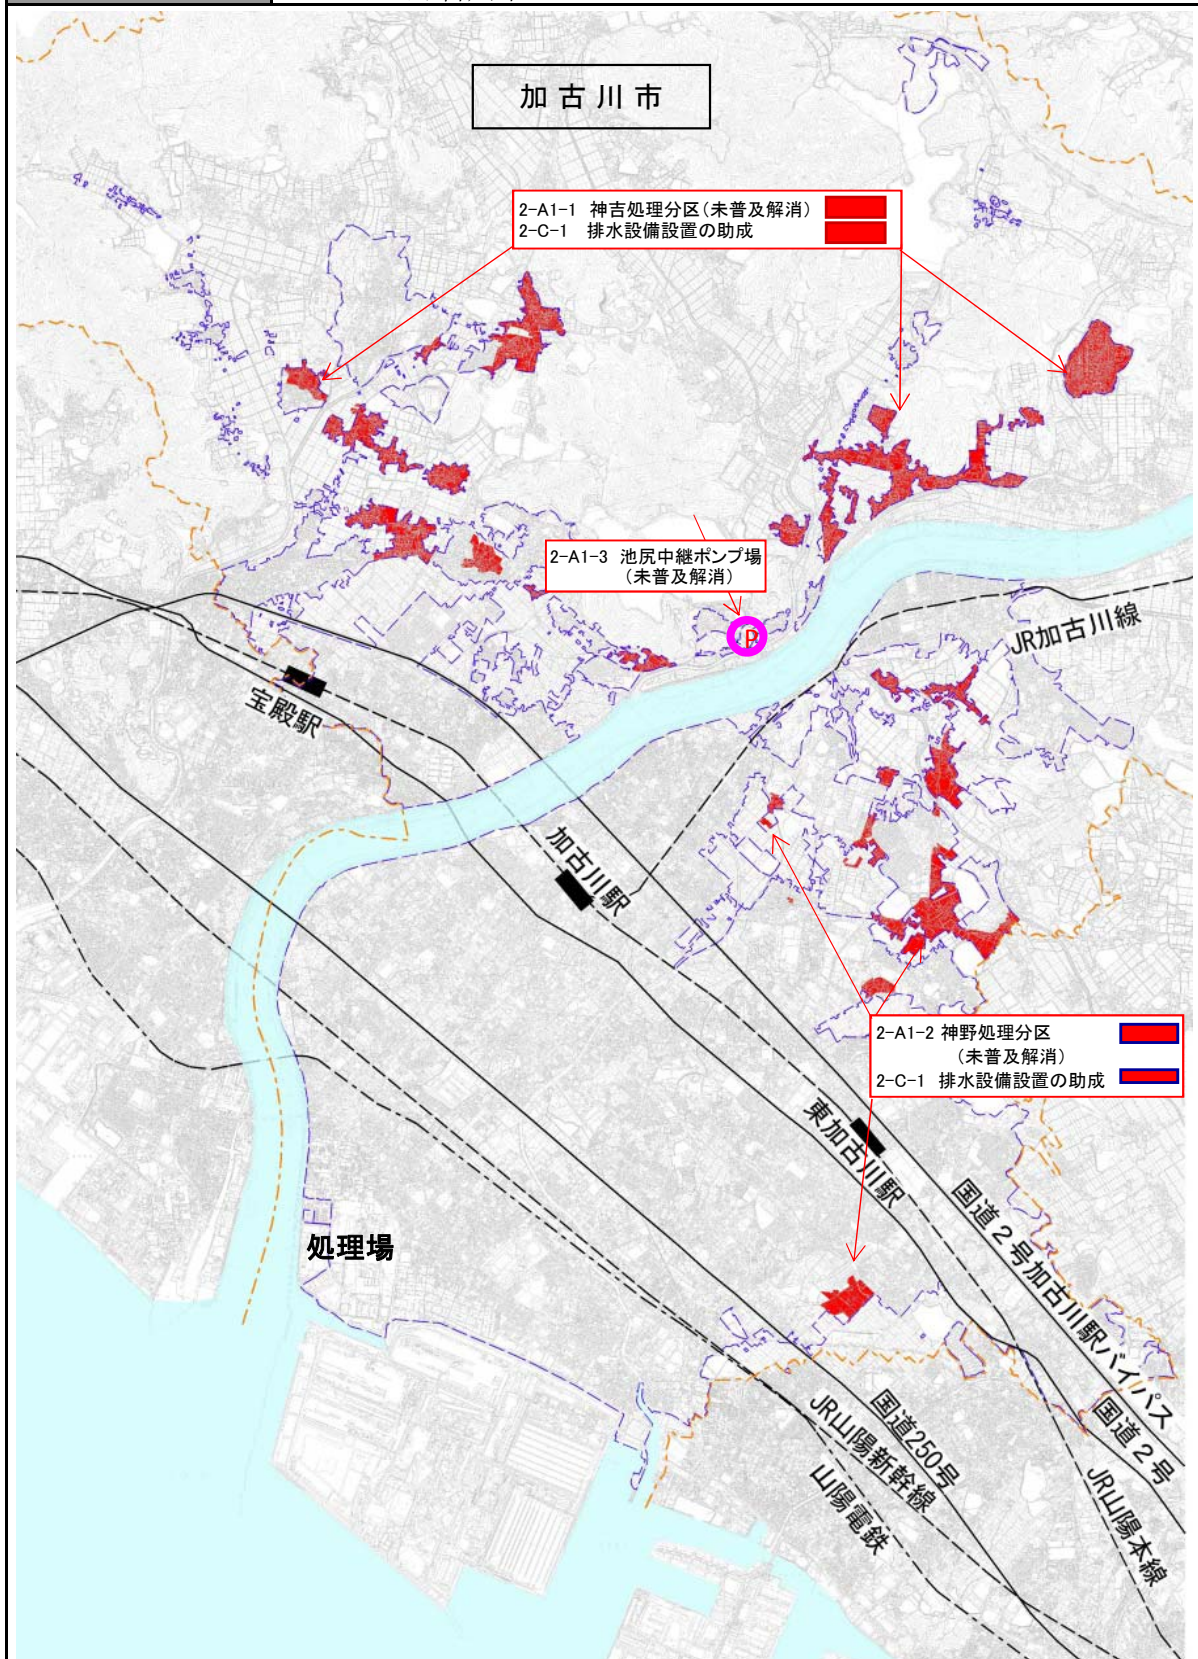 加古川市
2-A1-1 神吉処理分区(未普及解消)
2-C-1 排水設備設置の助成
2-A1-3 池尻中継ポンプ場
(未普及解消)
P
JR加古川線
宝殿駅
加古川駅
2-A1-2 神野処理分区
(未普及解消)
2-C-1 排水設備設置の助成
東加古川駅
処理場
国道2号加古川駅バイパス
国道2号
国道250号
JR山陽新幹線
山陽電鉄
JR山陽本線